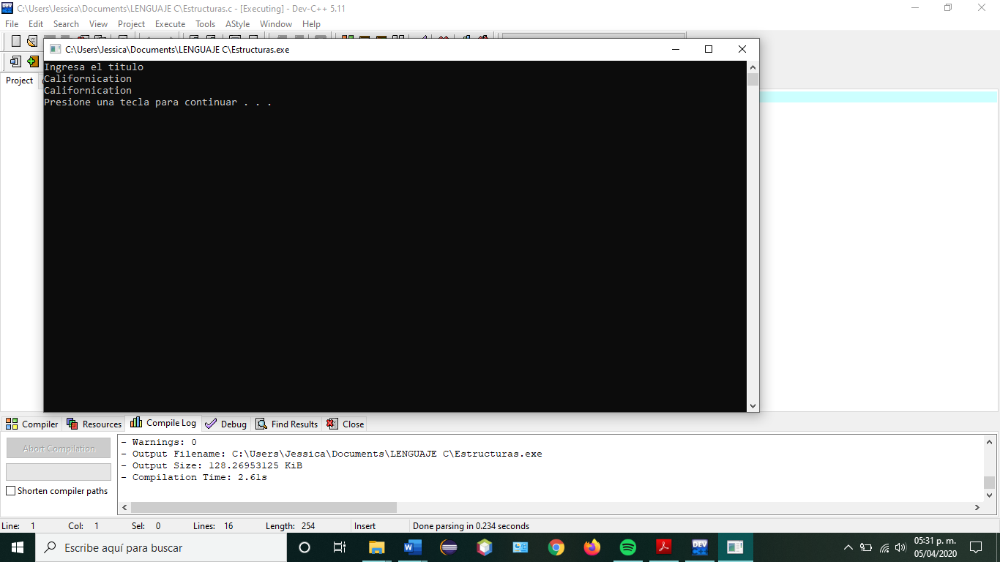 C:\Users\Jessica\Documents\LENGUAJE C\Estructuras.c - [Executing] - Dev-C++ 5.11
File Edit Search View Project Execute Tools AStyle Window Help
C:\Users\Jessica\Documents\LENGUAJE C\Estructuras.exe
Project
Ingresa el titulo
Californication
Californication
Presione una tecla para continuar . . .
Compiler Resources Compile Log Debug Find Results Close
Abort Compilation
Shorten compiler paths
- Warnings: 0
- Output Filename: C:\Users\Jessica\Documents\LENGUAJE C\Estructuras.exe
- Output Size: 128.26953125 KiB
- Compilation Time: 2.61s
Line: 1 Col: 1 Sel: 0 Lines: 16 Length: 254 Insert Done parsing in 0.234 seconds
Escribe aquí para buscar
DEV
05:31 p. m.
05/04/2020